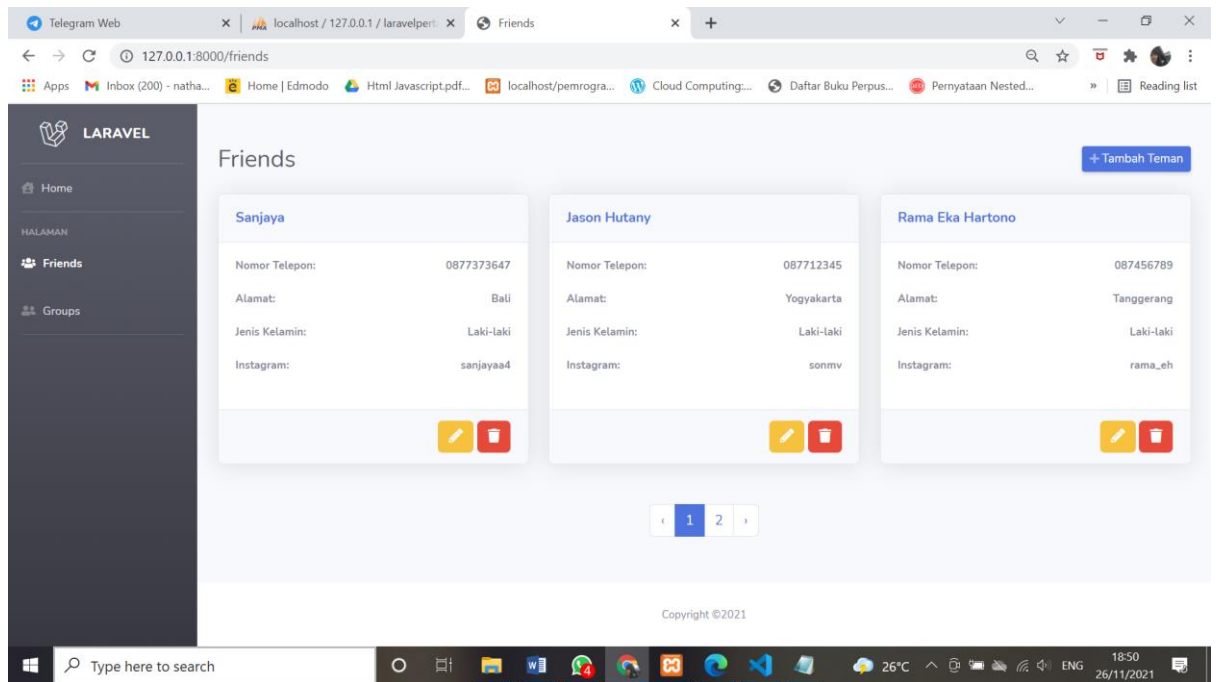 Telegram Web
localhost / 127.0.0.1 / laravelpert
Friends
127.0.0.1:8000/friends
Apps
Inbox (200) - natha...
Home | Edmodo
Html Javascript.pdf...
localhost/pemrogra...
Cloud Computing:...
Daftar Buku Perpus...
Pernyataan Nested...
»
Reading list
LARAVEL
Home
HALAMAN
Friends
Groups
Friends
+ Tambah Teman
Sanjaya
Nomor Telepon: 0877373647
Alamat: Bali
Jenis Kelamin: Laki-laki
Instagram: sanjayaa4
Jason Hutany
Nomor Telepon: 087712345
Alamat: Yogyakarta
Jenis Kelamin: Laki-laki
Instagram: sonmv
Rama Eka Hartono
Nomor Telepon: 087456789
Alamat: Tanggerang
Jenis Kelamin: Laki-laki
Instagram: rama_eh
‹ 1 2 ›
Copyright ©2021
Type here to search
4
26°C
ENG
18:50
26/11/2021